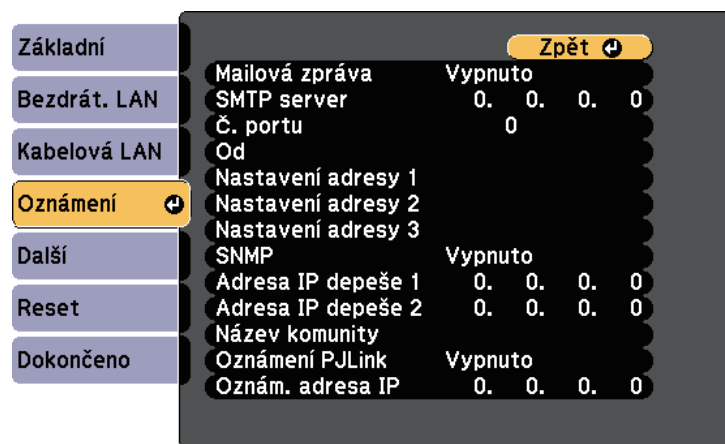 Základní
Bezdrát. LAN
Kabelová LAN
Oznámení
Další
Reset
Dokončeno
Zpět
Mailová zpráva Vypnuto
SMTP server 0. 0. 0. 0
Č. portu 0
Od
Nastavení adresy 1
Nastavení adresy 2
Nastavení adresy 3
SNMP Vypnuto
Adresa IP depeše 1 0. 0. 0. 0
Adresa IP depeše 2 0. 0. 0. 0
Název komunity
Oznámení PJLink Vypnuto
Oznám. adresa IP 0. 0. 0. 0